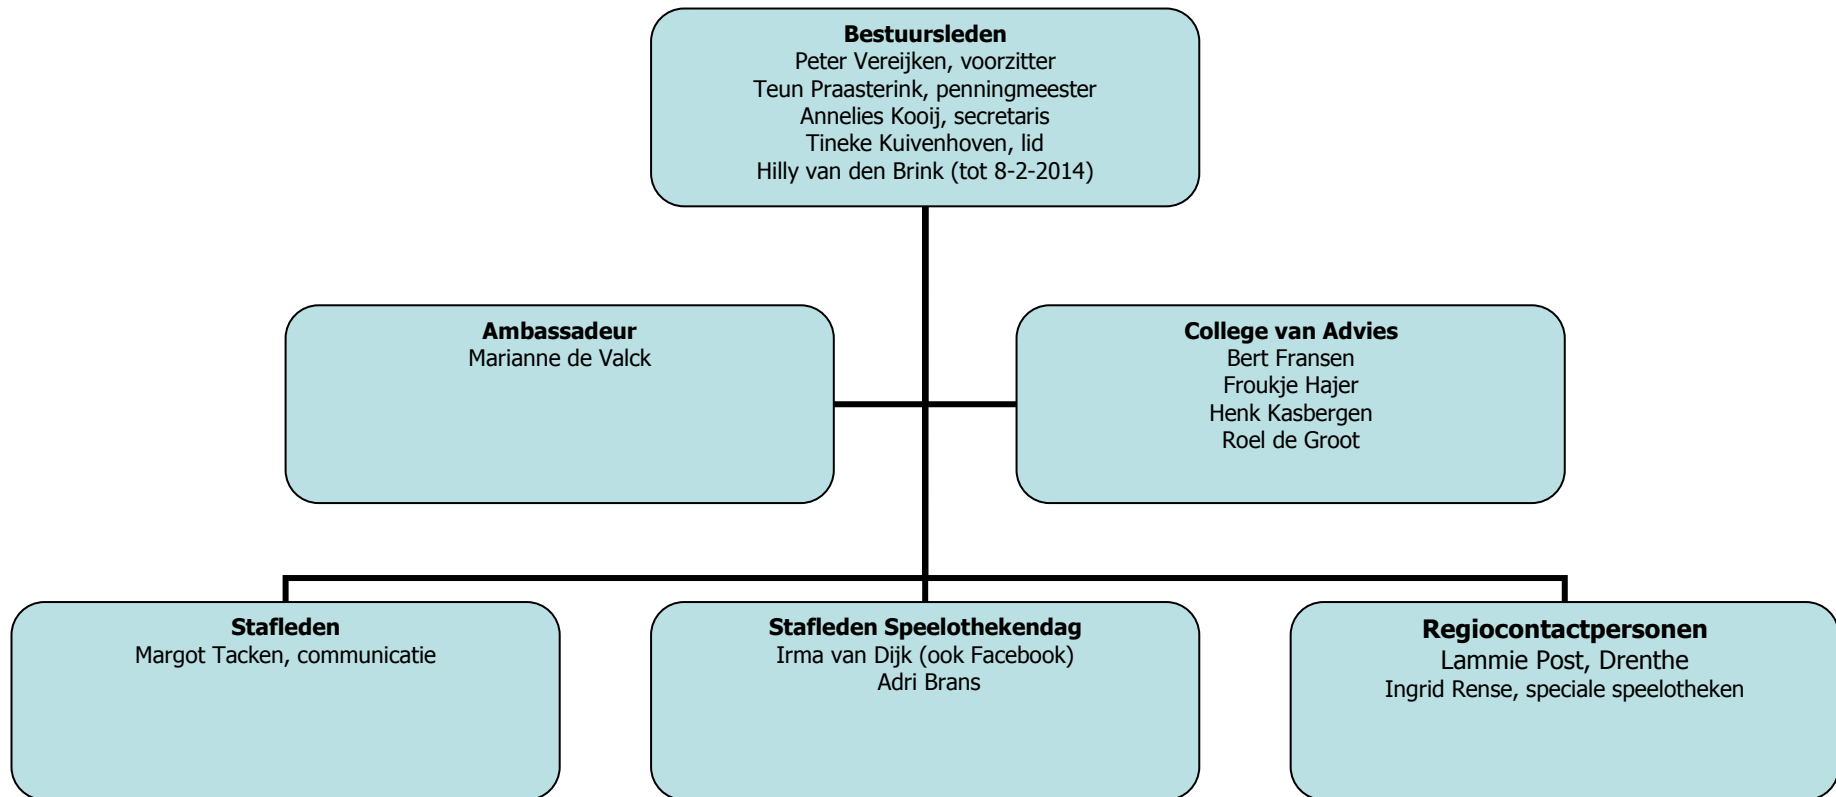 Bestuursleden
Peter Vereijken, voorzitter
Teun Praasterink, penningmeester
Annelies Kooij, secretaris
Tineke Kuivenhoven, lid
Hilly van den Brink (tot 8-2-2014)
Ambassadeur
Marianne de Valck
College van Advies
Bert Fransen
Froukje Hajer
Henk Kasbergen
Roel de Groot
Stafleden
Margot Tacken, communicatie
Stafleden Speelothekendag
Irma van Dijk (ook Facebook)
Adri Brans
Regiocontactpersonen
Lammie Post, Drenthe
Ingrid Rense, speciale speelotheken